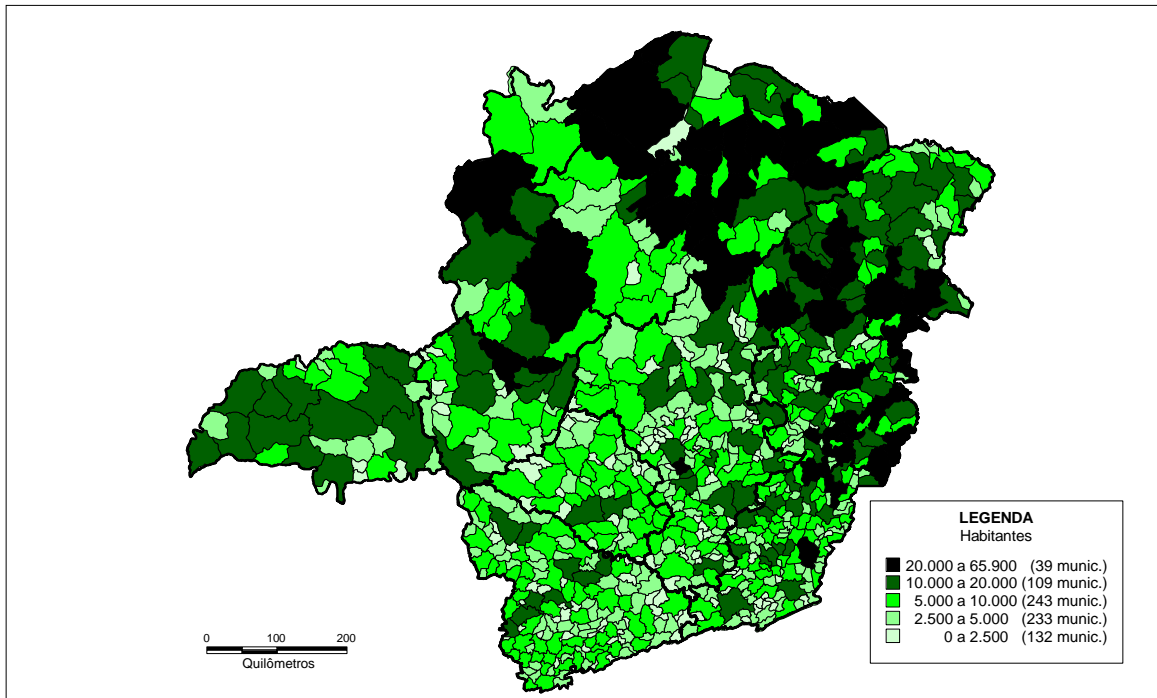 LEGENDA
Habitantes
20.000 a 65.900 (39 munic.)
10.000 a 20.000 (109 munic.)
5.000 a 10.000 (243 munic.)
2.500 a 5.000 (233 munic.)
0 a 2.500 (132 munic.)
0 100 200
Quilômetros